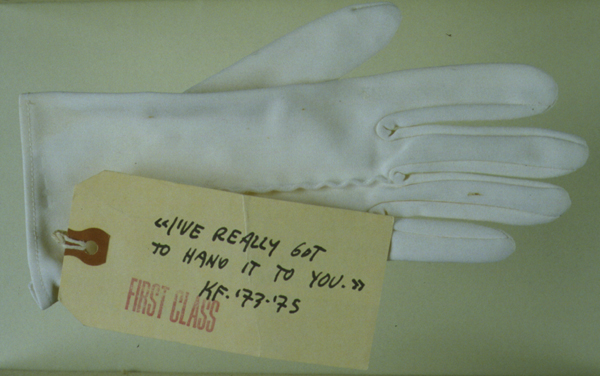 «I'VE REALLY GOT
TO HAND IT TO YOU.»
KF. '73-'75
FIRST CLASS